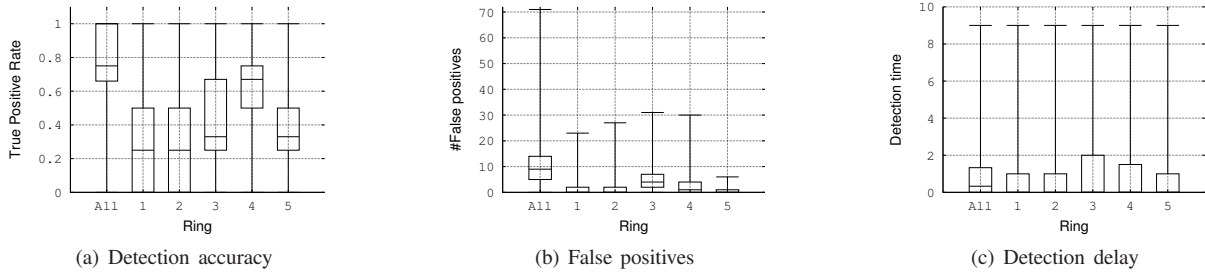 True Positive Rate
1
0.8
0.6
0.4
0.2
0
All 1 2 3 4 5
Ring
(a) Detection accuracy
#False positives
70
60
50
40
30
20
10
0
All 1 2 3 4 5
Ring
(b) False positives
Detection time
10
8
6
4
2
0
All 1 2 3 4 5
Ring
(c) Detection delay